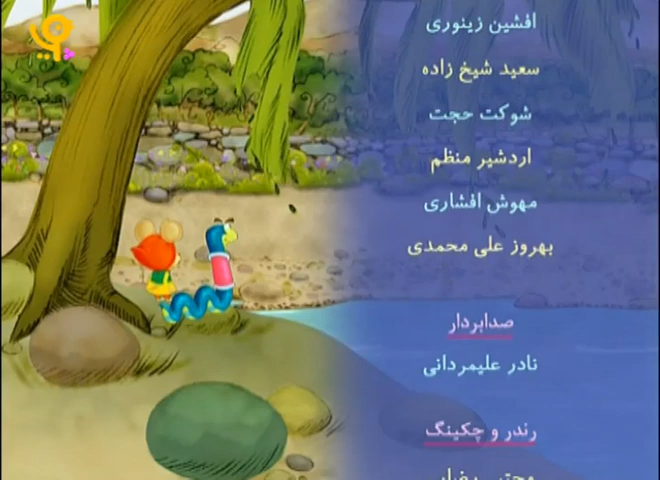 افشین زینوری
سعید شیخ زاده
شوکت حجت
اردشیر منظم
مهوش افشاری
بهروز علی محمدی
صدابردار
نادر علیمردانی
رندر و چکینگ